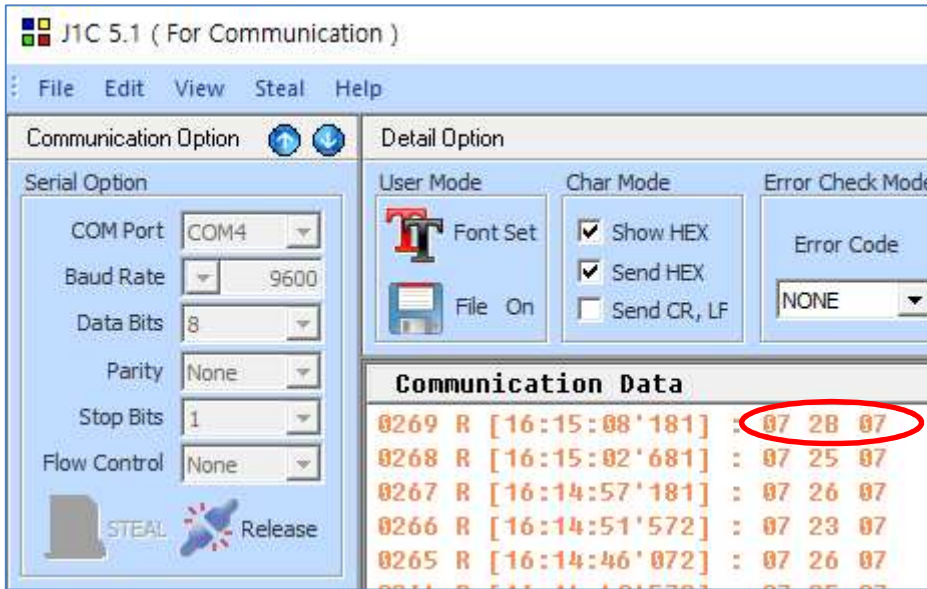 J1C 5.1 ( For Communication )
File Edit View Steal Help
Communication Option
Serial Option
COM Port COM4
Baud Rate 9600
Data Bits 8
Parity None
Stop Bits 1
Flow Control None
STEAL Release
Detail Option
User Mode
Font Set
File On
Char Mode
Show HEX
Send HEX
Send CR, LF
Error Check Mode
Error Code
NONE
Communication Data
0269 R [16:15:08'181] : 07 2B 07
0268 R [16:15:02'681] : 07 25 07
0267 R [16:14:57'181] : 07 26 07
0266 R [16:14:51'572] : 07 23 07
0265 R [16:14:46'072] : 07 26 07